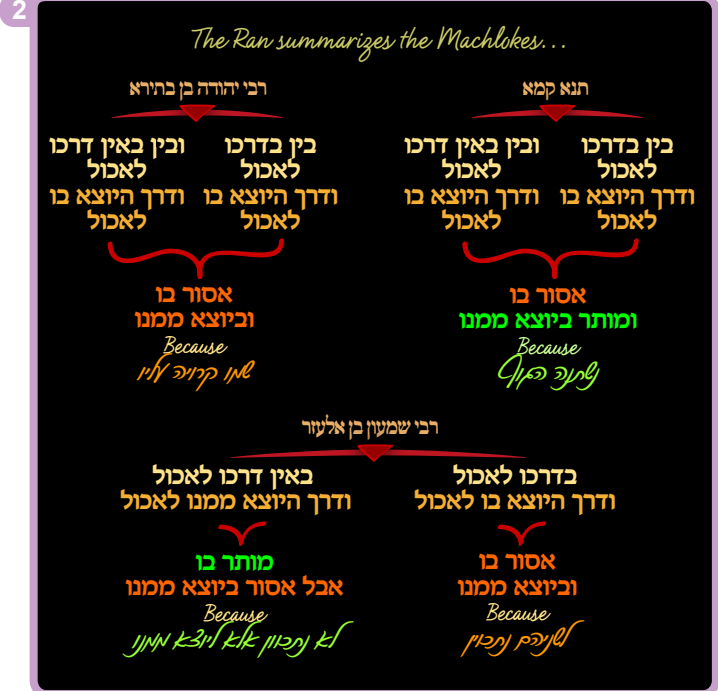 2
The Ran summarizes the Machlokes...
תנא קמא
בין בדרכו
לאכול
ודרך היוצא בו
לאכול
ובין באין דרכו
לאכול
ודרך היוצא בו
לאכול
אסור בו
ומותר ביוצא ממנו
Because
נשתנה הגוף
רבי יהודה בן בתירא
בין בדרכו
לאכול
ודרך היוצא בו
לאכול
ובין באין דרכו
לאכול
ודרך היוצא בו
לאכול
אסור בו
וביוצא ממנו
Because
שמו קרויה עליו
רבי שמעון בן אלעזר
בדרכו לאכול
ודרך היוצא בו לאכול
אסור בו
וביוצא ממנו
Because
לשניהם נתכוין
באין דרכו לאכול
ודרך היוצא ממנו לאכול
מותר בו
אבל אסור ביוצא ממנו
Because
לא נתכוון אלא ליוצא ממנו